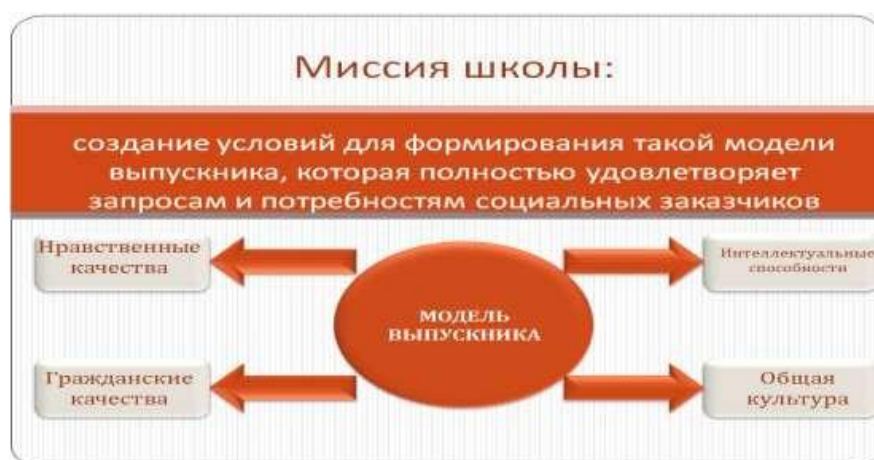 Миссия школы:
создание условий для формирования такой модели
выпускника, которая полностью удовлетворяет
запросам и потребностям социальных заказчиков
Нравственные
качества
Интеллектуальные
способности
МОДЕЛЬ
ВЫПУСКНИКА
Гражданские
качества
Общая
культура